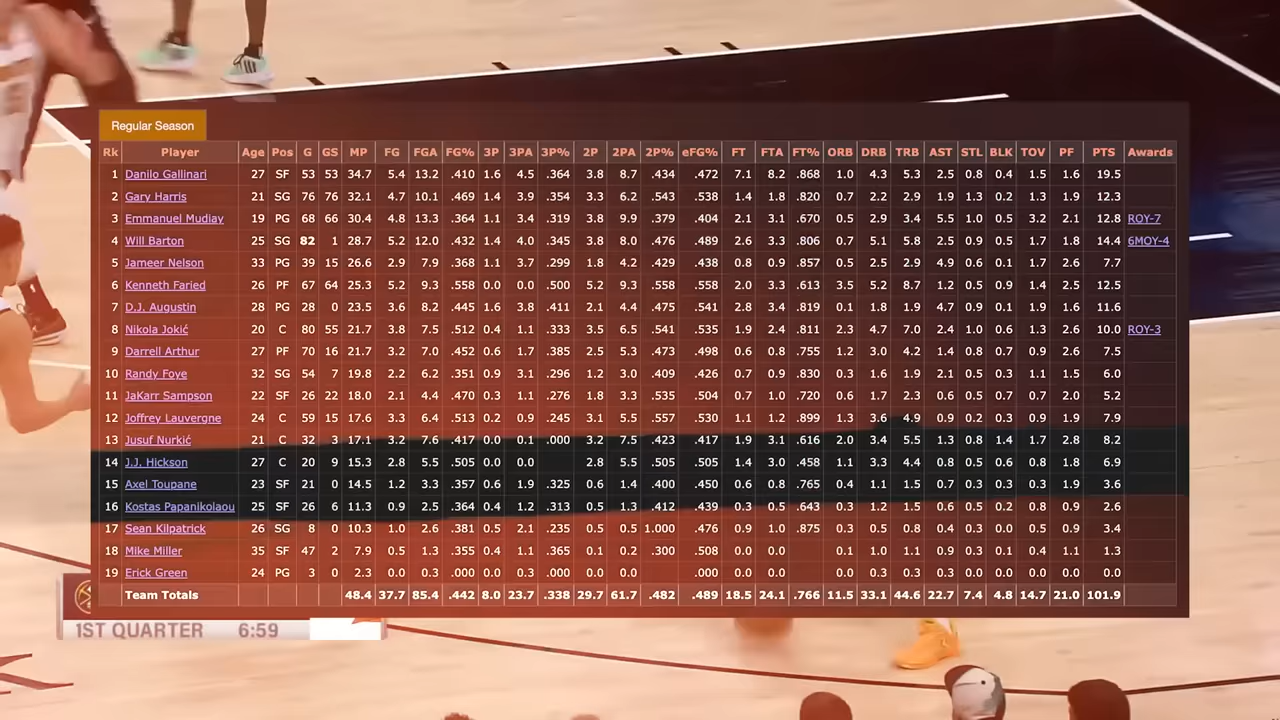 Regular Season
Rk Player Age Pos G GS MP FG FGA FG% 3P 3PA 3P% 2P 2PA 2P% eFG% FT FTA FT% ORB DRB TRB AST STL BLK TOV PF PTS Awards
1 Danilo Gallinari 27 SF 53 53 34.7 5.4 13.2 .410 1.6 4.5 .364 3.8 8.7 .434 .472 7.1 8.2 .868 1.0 4.3 5.3 2.5 0.8 0.4 1.5 1.6 19.5
2 Gary Harris 21 SG 76 76 32.1 4.7 10.1 .469 1.4 3.9 .354 3.3 6.2 .543 .538 1.4 1.8 .820 0.7 2.2 2.9 1.9 1.3 0.2 1.3 1.9 12.3
3 Emmanuel Mudiay 19 PG 68 66 30.4 4.8 13.3 .364 1.1 3.4 .319 3.8 9.8 .379 .404 2.1 3.1 .670 0.5 2.9 3.4 5.5 1.0 0.5 3.2 2.1 12.8 ROY-7
4 Will Barton 25 SG 82 1 28.7 5.2 12.0 .432 1.4 4.0 .345 3.8 8.0 .476 .489 2.6 3.3 .806 0.7 5.1 5.8 2.5 0.9 0.5 1.7 1.8 14.4 6MOY-4
5 Jameer Nelson 33 PG 39 15 26.6 2.9 7.9 .368 1.1 3.7 .299 1.8 4.2 .429 .438 0.8 0.9 .857 0.5 2.5 2.9 4.9 0.6 0.1 1.7 2.6 7.7
6 Kenneth Faried 26 PF 67 64 25.3 5.2 9.3 .558 0.0 0.0 .500 5.2 9.3 .558 .558 2.0 3.3 .613 3.5 5.2 8.7 1.2 0.5 0.9 1.4 2.5 12.5
7 D.J. Augustin 28 PG 28 0 23.5 3.6 8.2 .445 1.6 3.8 .411 2.1 4.4 .475 .541 2.8 3.4 .819 0.1 1.8 1.9 4.7 0.9 0.1 1.9 1.6 11.6
8 Nikola Jokić 20 C 80 55 21.7 3.8 7.5 .512 0.4 1.1 .333 3.5 6.5 .541 .535 1.9 2.4 .811 2.3 4.7 7.0 2.4 1.0 0.6 1.3 2.6 10.0 ROY-3
9 Darrell Arthur 27 PF 70 16 21.7 3.2 7.0 .452 0.6 1.7 .385 2.5 5.3 .473 .498 0.6 0.8 .755 1.2 3.0 4.2 1.4 0.8 0.7 0.9 2.6 7.5
10 Randy Foye 32 SG 54 7 19.8 2.2 6.2 .351 0.9 3.1 .296 1.2 3.0 .409 .426 0.7 0.9 .830 0.3 1.6 1.9 2.1 0.5 0.3 1.1 1.5 6.0
11 JaKarr Sampson 22 SF 26 22 18.0 2.1 4.4 .470 0.3 1.1 .276 1.8 3.3 .535 .504 0.7 1.0 .720 0.6 1.7 2.3 0.6 0.5 0.7 0.7 2.0 5.2
12 Joffrey Lauvergne 24 C 59 15 17.6 3.3 6.4 .513 0.2 0.9 .245 3.1 5.5 .557 .530 1.1 1.2 .899 1.3 3.6 4.9 0.9 0.2 0.3 0.9 1.9 7.9
13 Jusuf Nurkić 21 C 32 3 17.1 3.2 7.6 .417 0.0 0.1 .000 3.2 7.5 .423 .417 1.9 3.1 .616 2.0 3.4 5.5 1.3 0.8 1.4 1.7 2.8 8.2
14 J.J. Hickson 27 C 20 9 15.3 2.8 5.5 .505 0.0 0.0 2.8 5.5 .505 .505 1.4 3.0 .458 1.1 3.3 4.4 0.8 0.5 0.6 0.8 1.8 6.9
15 Axel Toupane 23 SF 21 0 14.5 1.2 3.3 .357 0.6 1.9 .325 0.6 1.4 .400 .450 0.6 0.8 .765 0.4 1.1 1.5 0.7 0.3 0.3 0.3 1.9 3.6
16 Kostas Papanikolaou 25 SF 26 6 11.3 0.9 2.5 .364 0.4 1.2 .313 0.5 1.3 .412 .439 0.3 0.5 .643 0.3 1.2 1.5 0.6 0.5 0.2 0.8 0.9 2.6
17 Sean Kilpatrick 26 SG 8 0 10.3 1.0 2.6 .381 0.5 2.1 .235 0.5 0.5 1.000 .476 0.9 1.0 .875 0.3 0.5 0.8 0.4 0.3 0.0 0.5 0.9 3.4
18 Mike Miller 35 SF 47 2 7.9 0.5 1.3 .355 0.4 1.1 .365 0.1 0.2 .300 .508 0.0 0.0 0.1 1.0 1.1 0.9 0.3 0.1 0.4 1.1 1.3
19 Erick Green 24 PG 3 0 2.3 0.0 0.3 .000 0.0 0.3 .000 0.0 0.0 .000 0.0 0.0 0.0 0.3 0.3 0.3 0.0 0.0 0.0 0.0 0.0
Team Totals 48.4 37.7 85.4 .442 8.0 23.7 .338 29.7 61.7 .482 .489 18.5 24.1 .766 11.5 33.1 44.6 22.7 7.4 4.8 14.7 21.0 101.9
1ST QUARTER 6:59